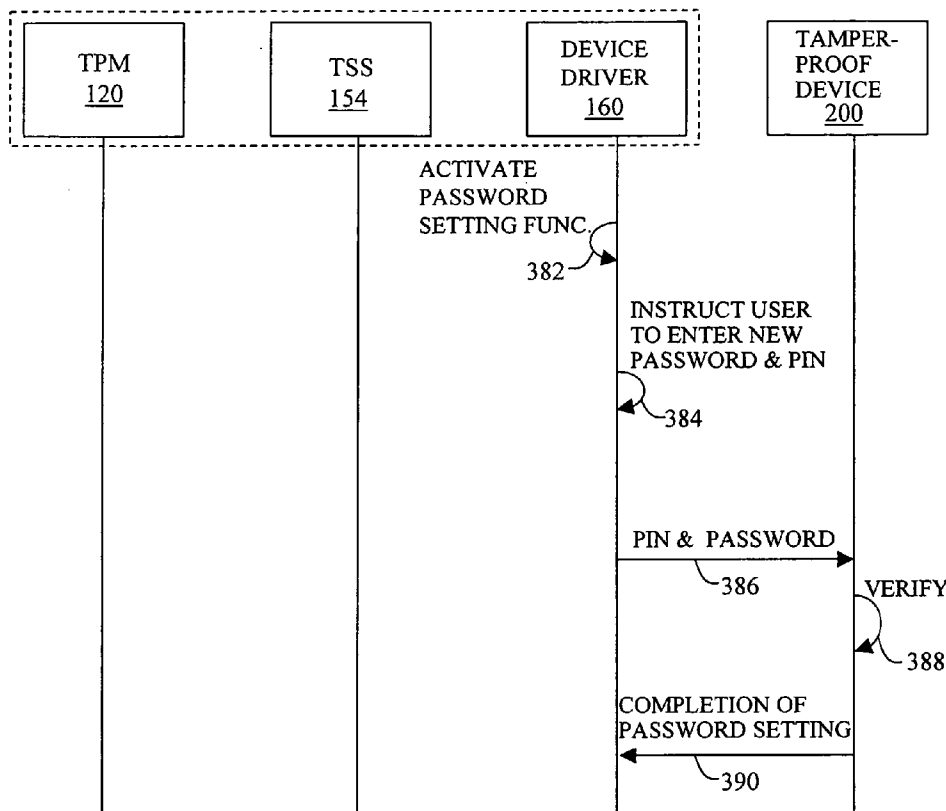 TPM
120
TSS
154
DEVICE
DRIVER
160
TAMPER-
PROOF
DEVICE
200
ACTIVATE
PASSWORD
SETTING FUNC.
382
INSTRUCT USER
TO ENTER NEW
PASSWORD & PIN
384
PIN & PASSWORD
386
VERIFY
388
COMPLETION OF
PASSWORD SETTING
390